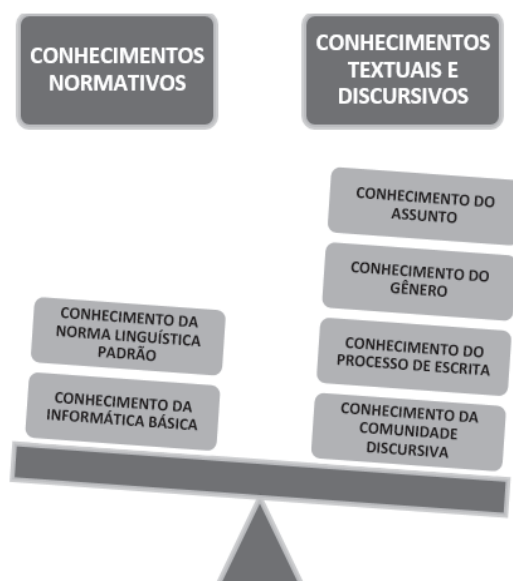 CONHECIMENTOS
NORMATIVOS
CONHECIMENTOS
TEXTUAIS E
DISCURSIVOS
CONHECIMENTO DA
NORMA LINGUÍSTICA
PADRÃO
CONHECIMENTO DA
INFORMÁTICA BÁSICA
CONHECIMENTO DO
ASSUNTO
CONHECIMENTO DO
GÊNERO
CONHECIMENTO DO
PROCESSO DE ESCRITA
CONHECIMENTO DA
COMUNIDADE
DISCURSIVA